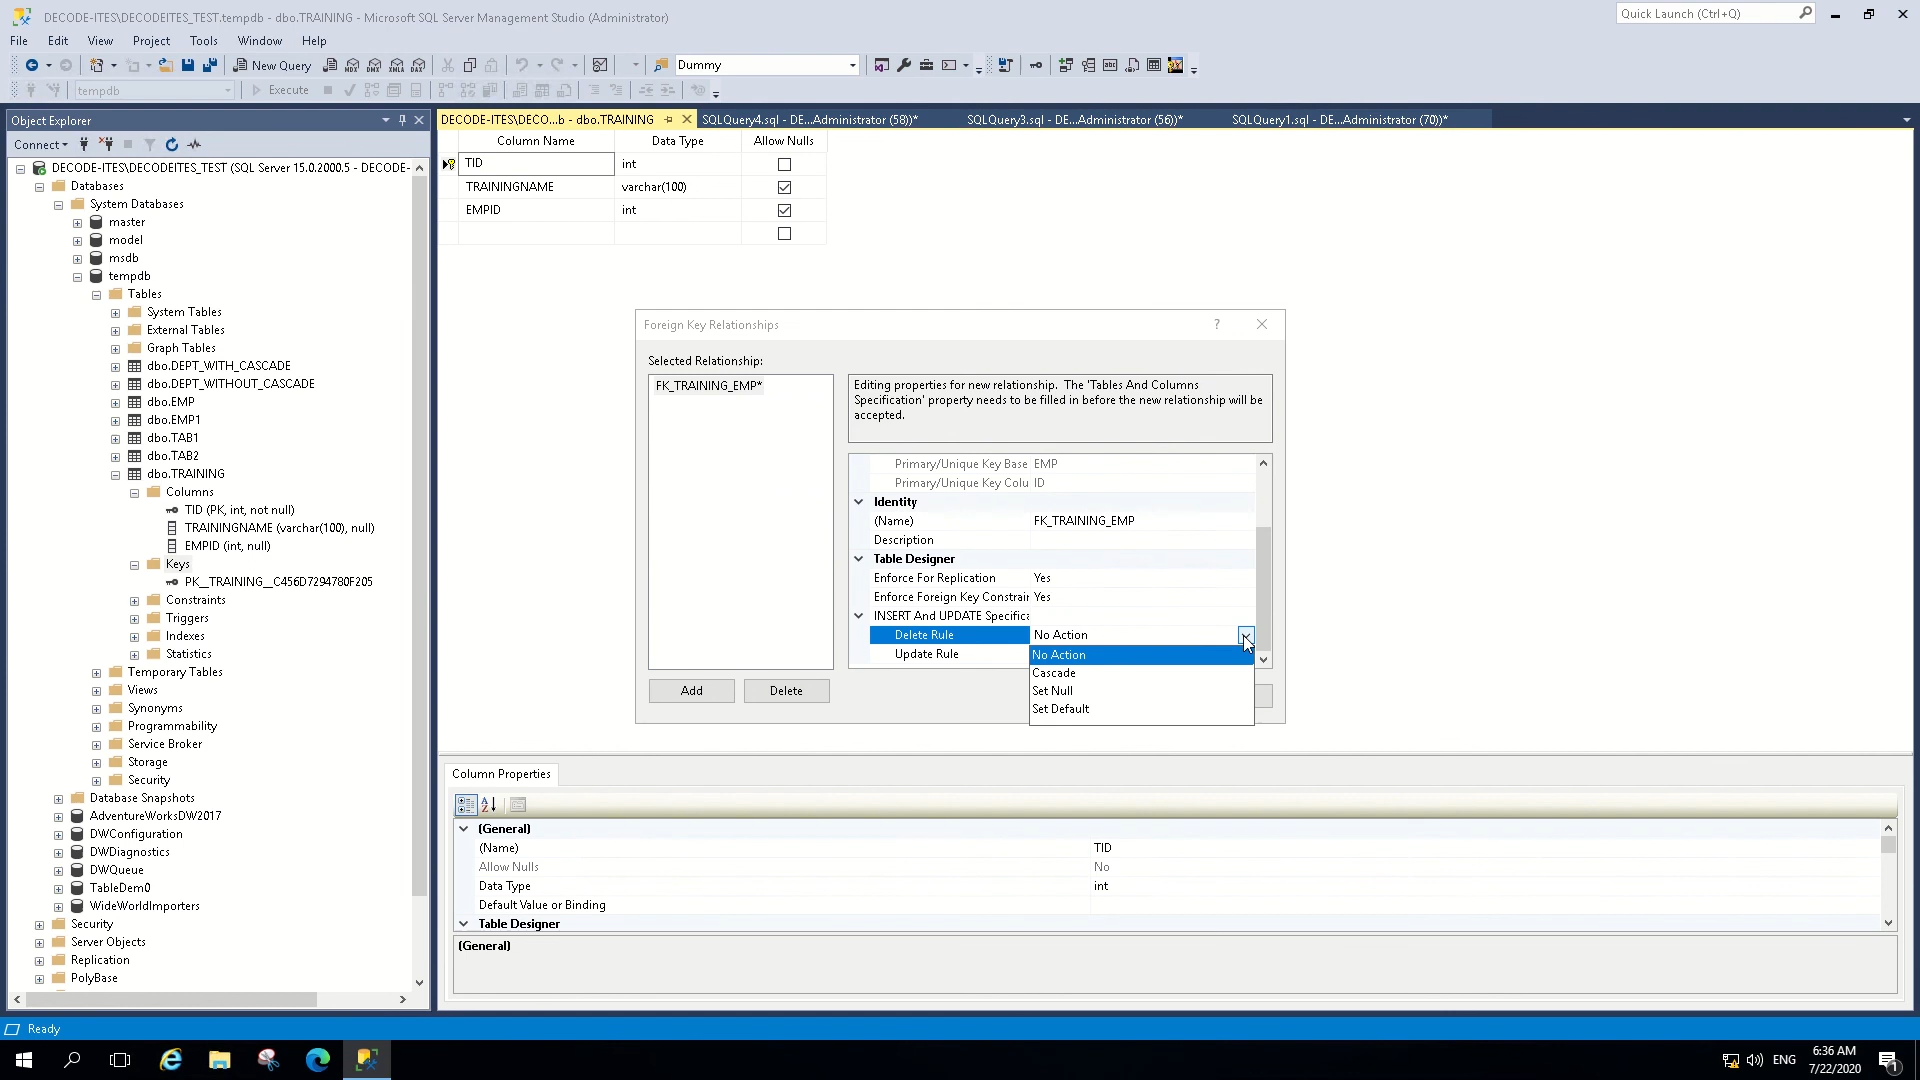 DECODE-ITES\DECODEITES_TEST.tempdb - dbo.TRAINING - Microsoft SQL Server Management Studio (Administrator)
Quick Launch (Ctrl+Q)
File Edit View Project Tools Window Help
New Query
MDX DMX XMLA DAX
Dummy
tempdb
Execute
Object Explorer
Connect
DECODE-ITES\DECODEITES_TEST (SQL Server 15.0.2000.5 - DECODE-
Databases
System Databases
master
model
msdb
tempdb
Tables
System Tables
External Tables
Graph Tables
dbo.DEPT_WITH_CASCADE
dbo.DEPT_WITHOUT_CASCADE
dbo.EMP
dbo.EMP1
dbo.TAB1
dbo.TAB2
dbo.TRAINING
Columns
TID (PK, int, not null)
TRAININGNAME (varchar(100), null)
EMPID (int, null)
Keys
PK__TRAINING__C456D7294780F205
Constraints
Triggers
Indexes
Statistics
Temporary Tables
Views
Synonyms
Programmability
Service Broker
Storage
Security
Database Snapshots
AdventureWorksDW2017
DWConfiguration
DWDiagnostics
DWQueue
TableDem0
WideWorldImporters
Security
Server Objects
Replication
PolyBase
DECODE-ITES\DECO...b - dbo.TRAINING
SQLQuery4.sql - DE...Administrator (58))*
SQLQuery3.sql - DE...Administrator (56))*
SQLQuery1.sql - DE...Administrator (70))*
Column Name Data Type Allow Nulls
TID int
TRAININGNAME varchar(100)
EMPID int
Foreign Key Relationships ?
Selected Relationship:
FK_TRAINING_EMP*
Editing properties for new relationship. The 'Tables And Columns
Specification' property needs to be filled in before the new relationship will be
accepted.
Primary/Unique Key Base EMP
Primary/Unique Key Colu ID
Identity
(Name) FK_TRAINING_EMP
Description
Table Designer
Enforce For Replication Yes
Enforce Foreign Key Constrain Yes
INSERT And UPDATE Specifica
Delete Rule No Action
Update Rule
No Action
Cascade
Set Null
Set Default
Add Delete
Column Properties
(General)
(Name) TID
Allow Nulls No
Data Type int
Default Value or Binding
Table Designer
(General)
Ready
ENG
6:36 AM
7/22/2020
1